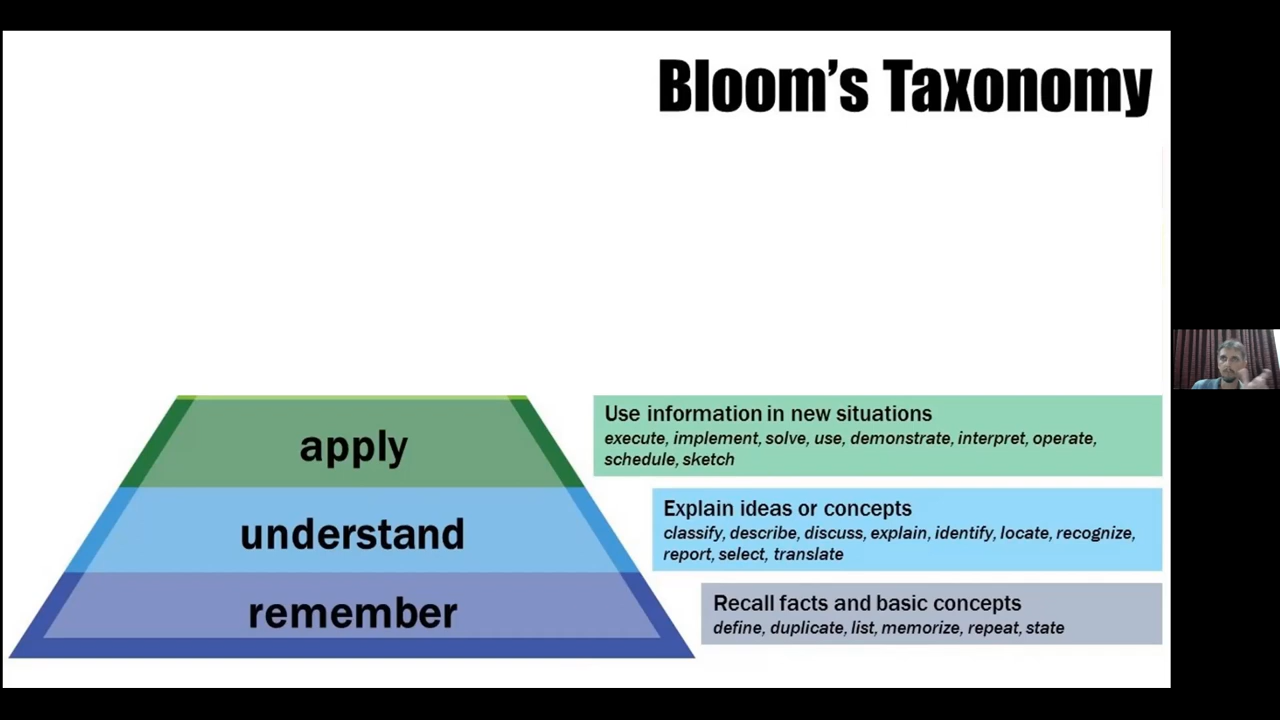 Bloom's Taxonomy
apply
Use information in new situations
execute, implement, solve, use, demonstrate, interpret, operate,
schedule, sketch
understand
Explain ideas or concepts
classify, describe, discuss, explain, identify, locate, recognize,
report, select, translate
remember
Recall facts and basic concepts
define, duplicate, list, memorize, repeat, state